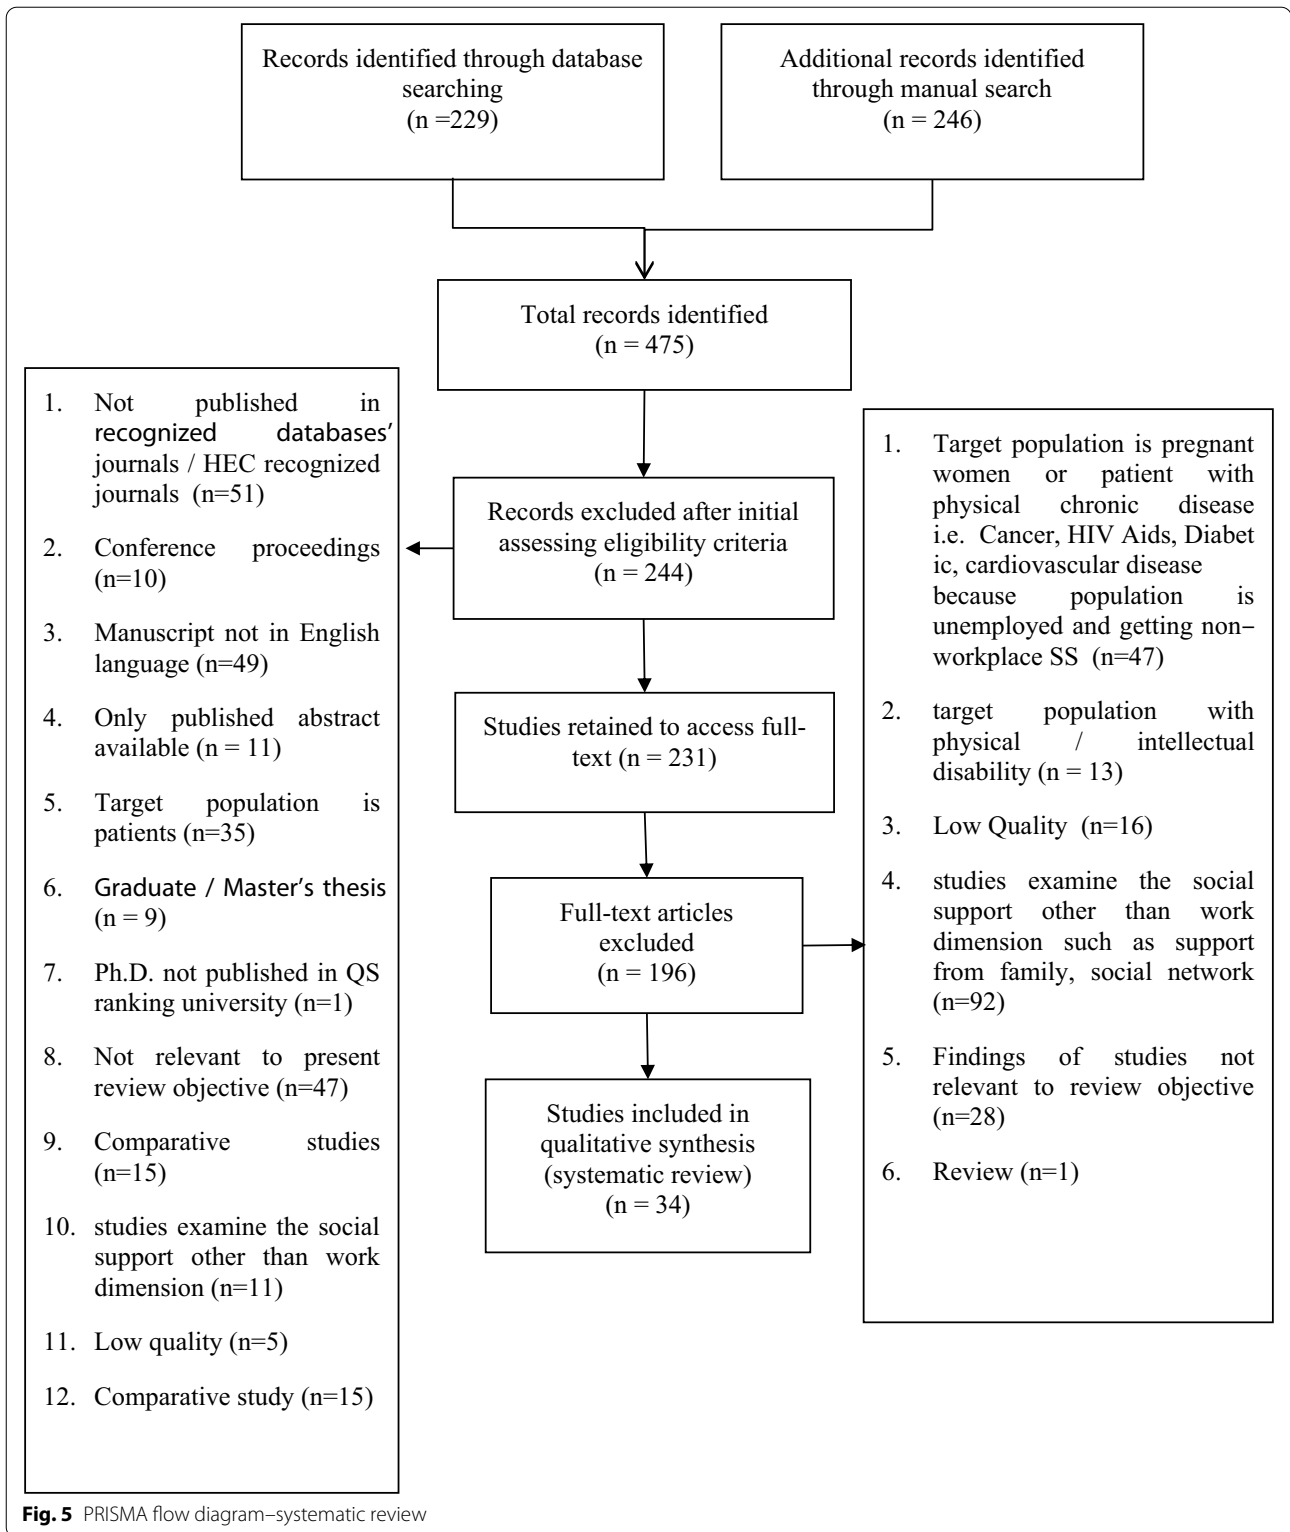 Records identified through database
searching
(n =229)
Additional records identified
through manual search
(n = 246)
Total records identified
(n = 475)
1. Not published in
recognized databases'
journals / HEC recognized
journals (n=51)
2. Conference proceedings
(n=10)
3. Manuscript not in English
language (n=49)
4. Only published abstract
available (n = 11)
5. Target population is
patients (n=35)
6. Graduate / Master's thesis
(n = 9)
7. Ph.D. not published in QS
ranking university (n=1)
8. Not relevant to present
review objective (n=47)
9. Comparative studies
(n=15)
10. studies examine the social
support other than work
dimension (n=11)
11. Low quality (n=5)
12. Comparative study (n=15)
Records excluded after initial
assessing eligibility criteria
(n = 244)
Studies retained to access full-
text (n = 231)
Full-text articles
excluded
(n = 196)
Studies included in
qualitative synthesis
(systematic review)
(n = 34)
1. Target population is pregnant
women or patient with
physical chronic disease
i.e. Cancer, HIV Aids, Diabet
ic, cardiovascular disease
because population is
unemployed and getting non–
workplace SS (n=47)
2. target population with
physical / intellectual
disability (n = 13)
3. Low Quality (n=16)
4. studies examine the social
support other than work
dimension such as support
from family, social network
(n=92)
5. Findings of studies not
relevant to review objective
(n=28)
6. Review (n=1)
Fig. 5 PRISMA flow diagram–systematic review